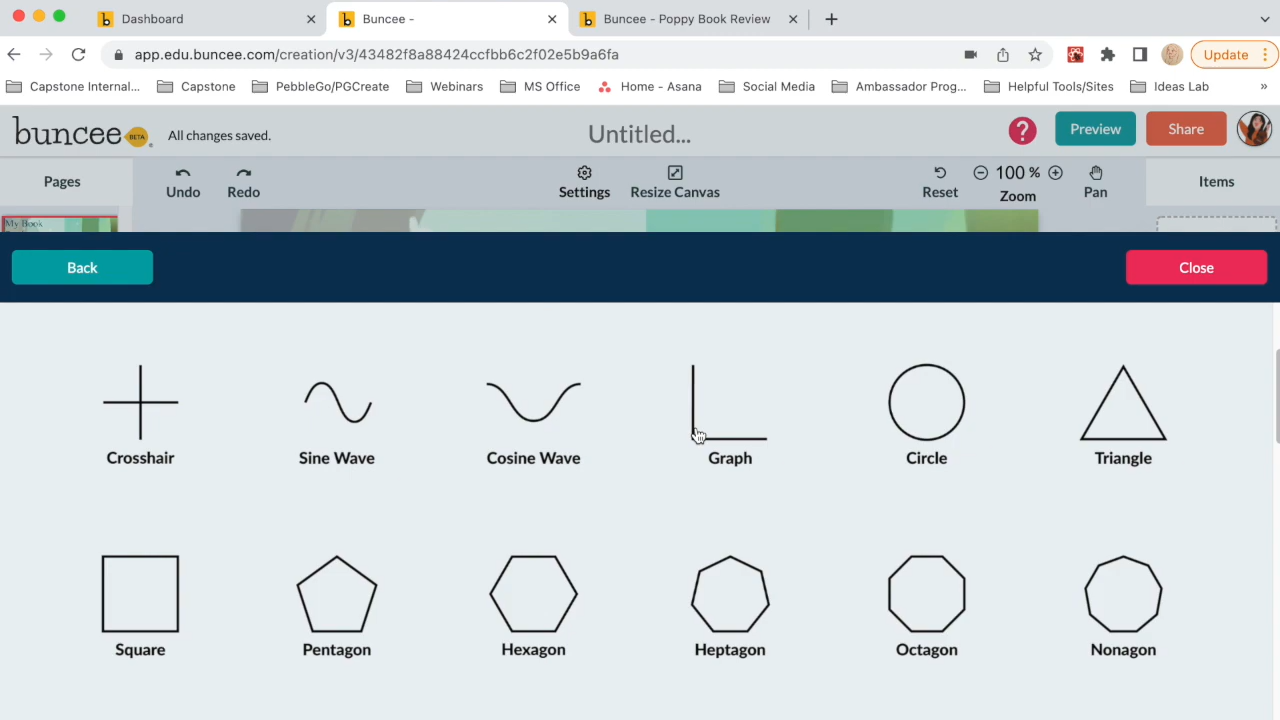 Dashboard
Buncee -
Buncee - Poppy Book Review
app.edu.buncee.com/creation/v3/43482f8a88424ccfbb6c2f02e5b9a6fa
Update
Capstone Internal...
Capstone
PebbleGo/PGCreate
Webinars
MS Office
Home - Asana
Social Media
Ambassador Prog...
Helpful Tools/Sites
Ideas Lab
»
buncee BETA
All changes saved.
Untitled...
?
Preview
Share
Pages
Undo
Redo
Settings
Resize Canvas
Reset
100 %
Zoom
Pan
Items
My Book
Back
Close
Crosshair
Sine Wave
Cosine Wave
Graph
Circle
Triangle
Square
Pentagon
Hexagon
Heptagon
Octagon
Nonagon